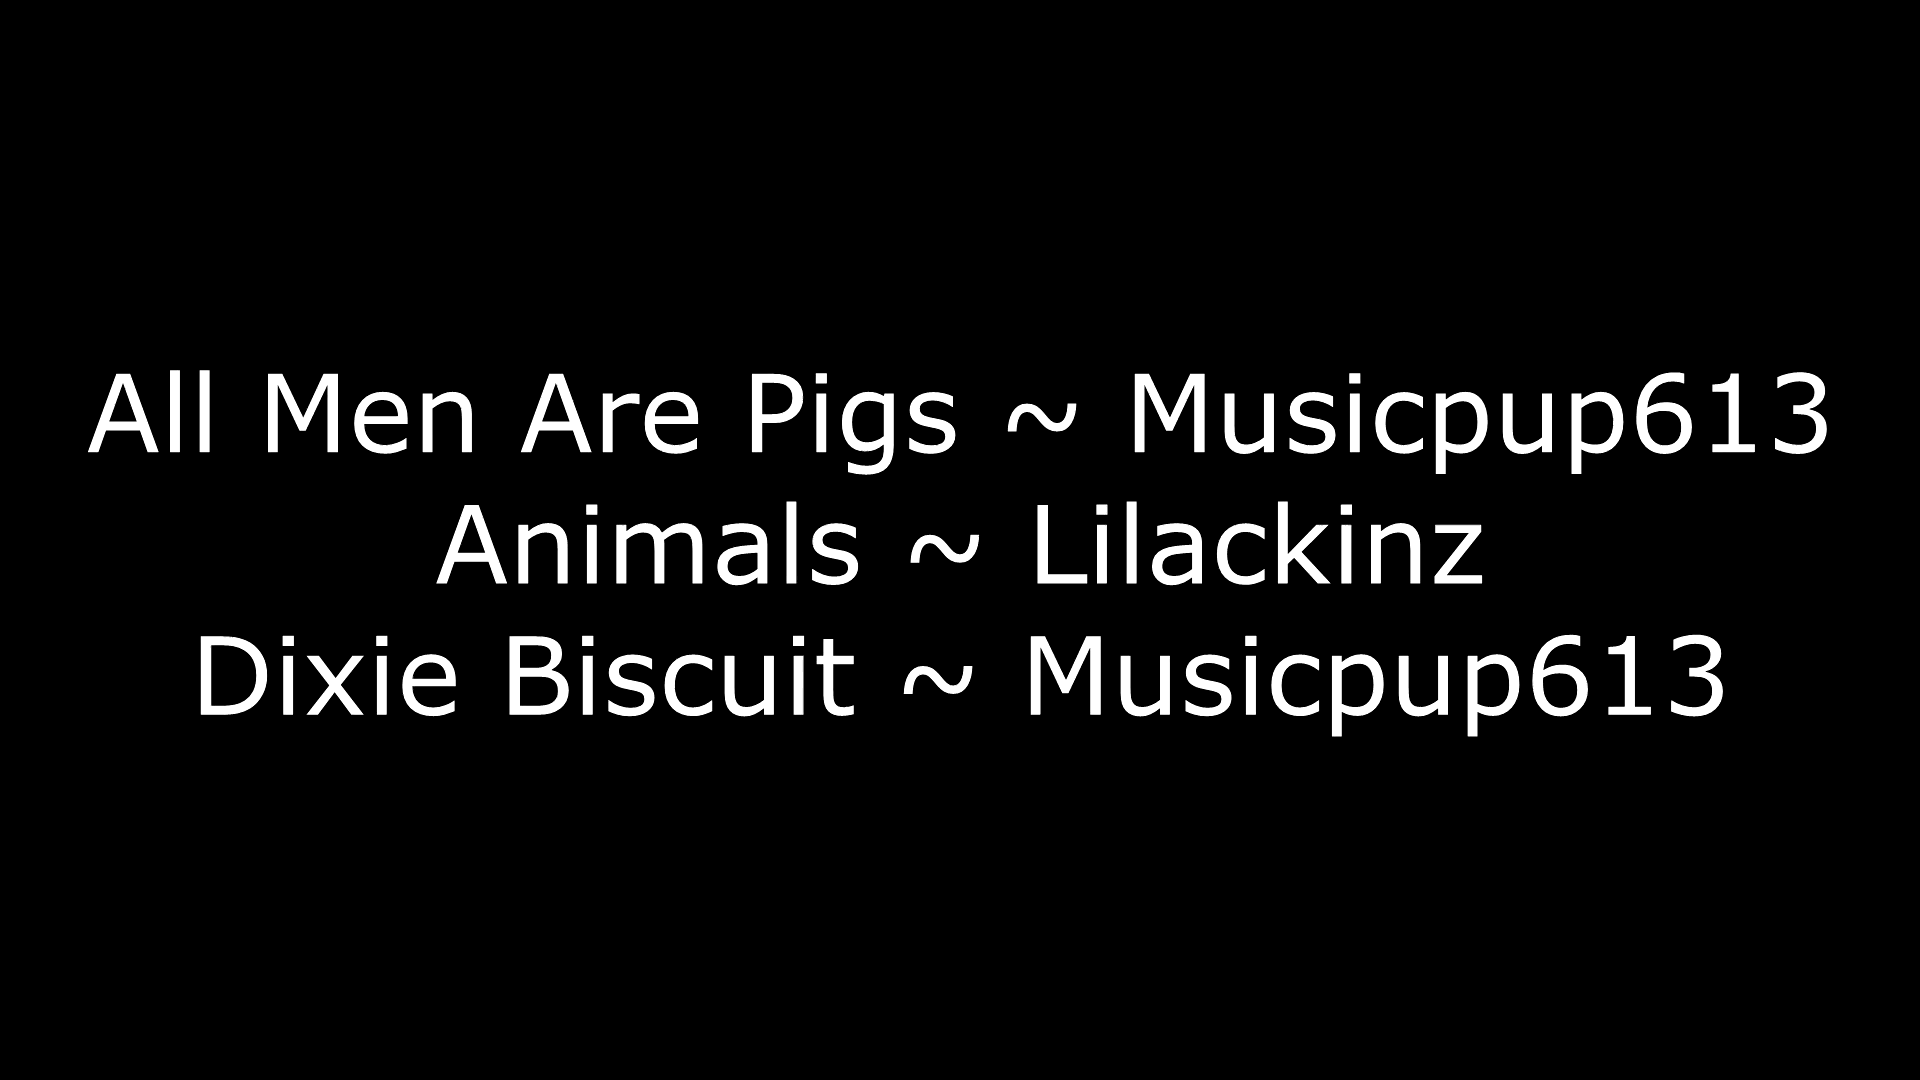 All Men Are Pigs ~ Musicpup613
Animals ~ Lilackinz
Dixie Biscuit ~ Musicpup613